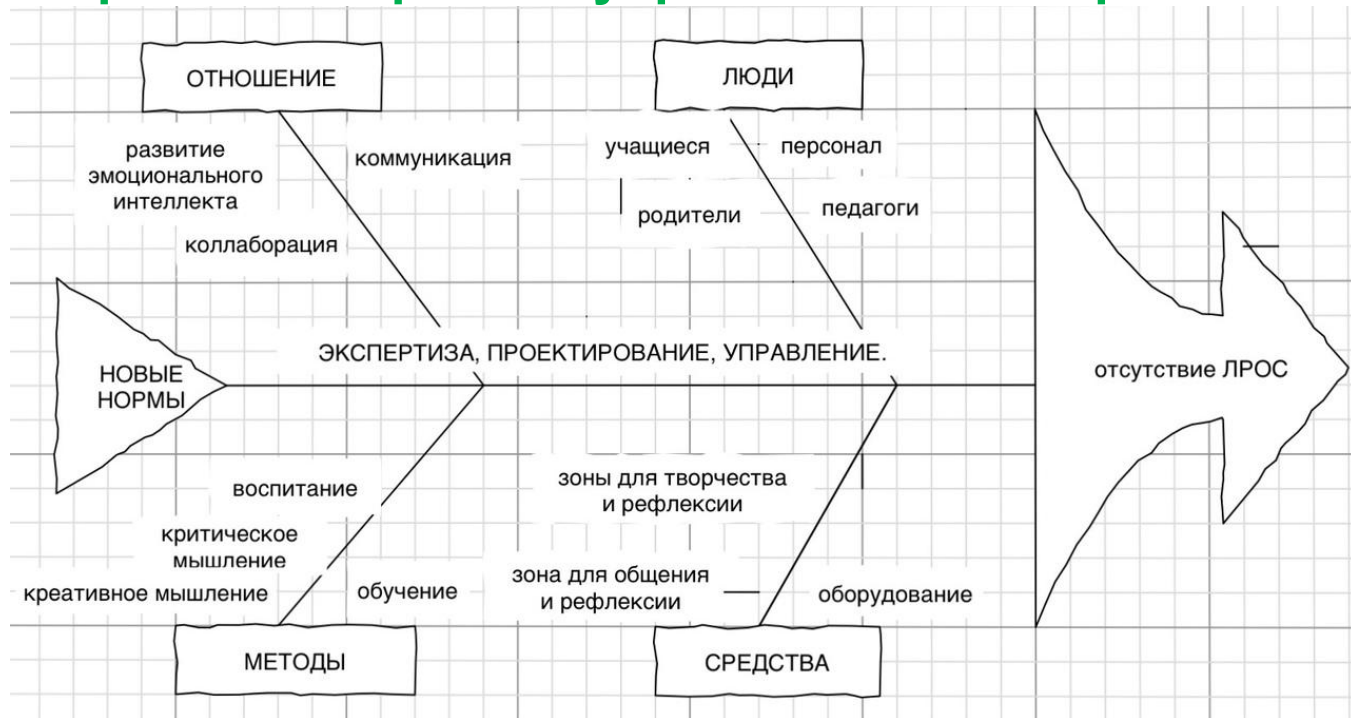 ОТНОШЕНИЕ
ЛЮДИ
развитие
эмоционального
интеллекта
коммуникация
коллаборация
учащиеся
персонал
родители
педагоги
ЭКСПЕРТИЗА, ПРОЕКТИРОВАНИЕ, УПРАВЛЕНИЕ.
НОВЫЕ
НОРМЫ
отсутствие ЛРОС
воспитание
критическое
мышление
креативное мышление
обучение
зоны для творчества
и рефлексии
зона для общения
и рефлексии
оборудование
МЕТОДЫ
СРЕДСТВА